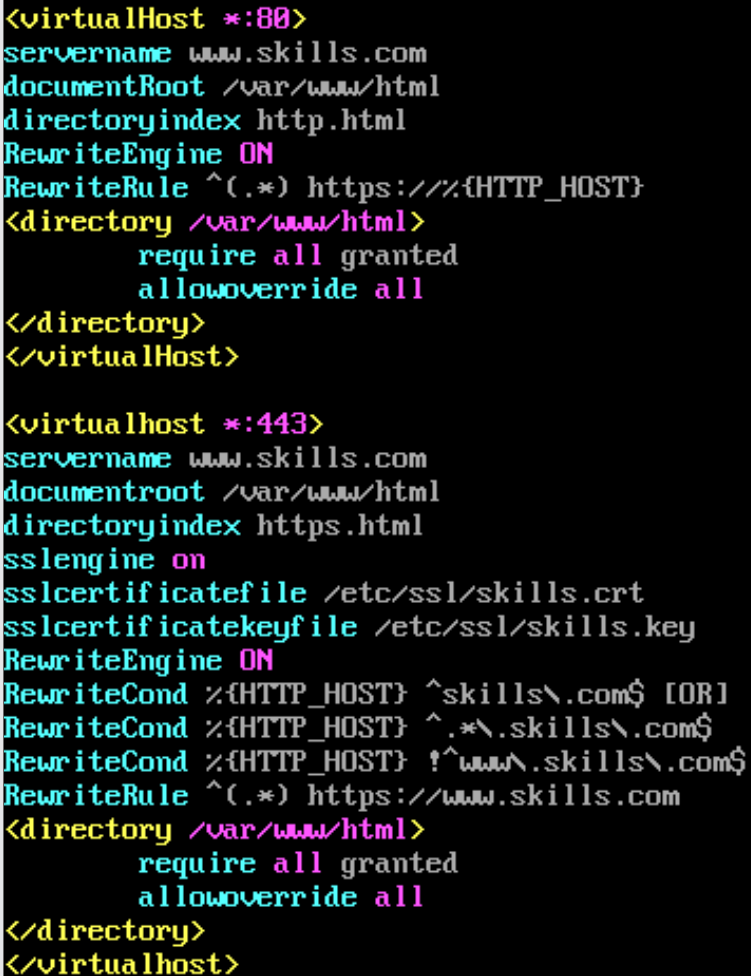 <virtualHost *:80>
servername www.skills.com
documentRoot /var/www/html
directoryindex http.html
RewriteEngine ON
RewriteRule ^(.*) https://%{HTTP_HOST}
<directory /var/www/html>
        require all granted
        allowoverride all
</directory>
</virtualHost>

<virtualhost *:443>
servername www.skills.com
documentroot /var/www/html
directoryindex https.html
sslengine on
sslcertificatefile /etc/ssl/skills.crt
sslcertificatekeyfile /etc/ssl/skills.key
RewriteEngine ON
RewriteCond %{HTTP_HOST} ^skills\.com$ [OR]
RewriteCond %{HTTP_HOST} ^.*\.skills\.com$
RewriteCond %{HTTP_HOST} !^www\.skills\.com$
RewriteRule ^(.*) https://www.skills.com
<directory /var/www/html>
        require all granted
        allowoverride all
</directory>
</virtualhost>